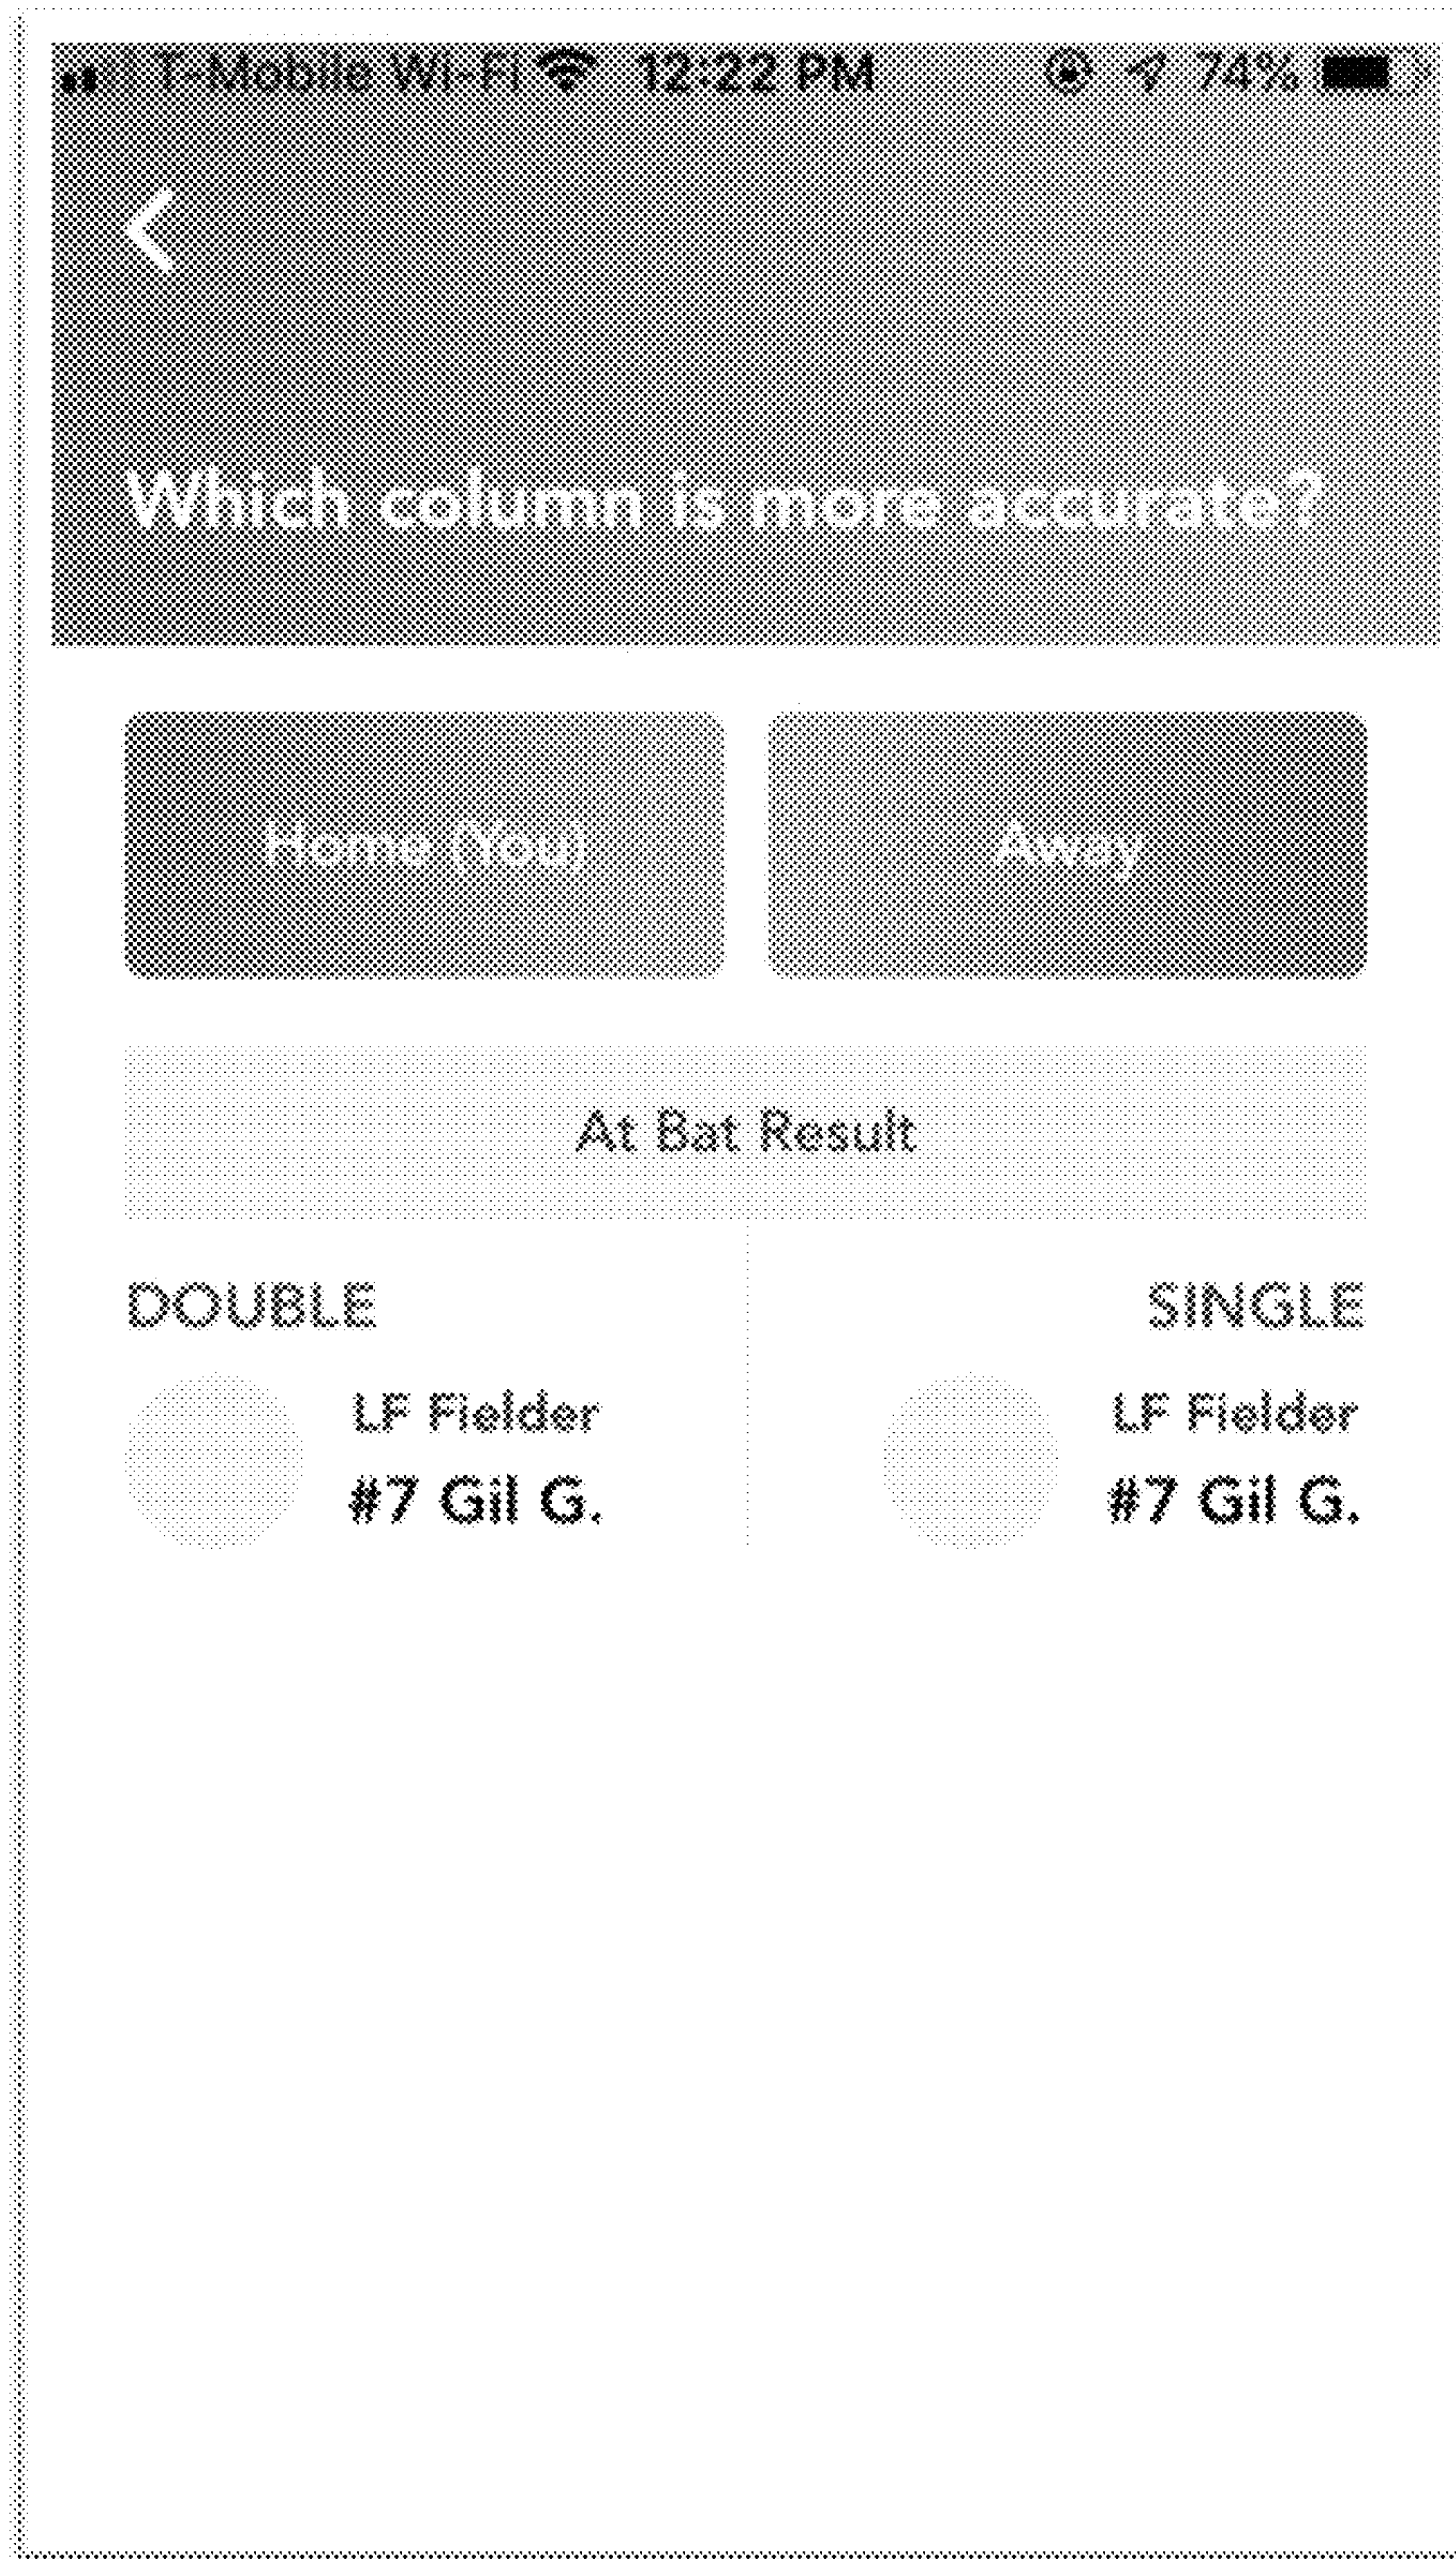 T-Mobile Wi-Fi 12:22 PM 74%
Which column is more accurate?
Home (You) Away
At Bat Result
DOUBLE SINGLE
LF Fielder LF Fielder
#7 Gil G. #7 Gil G.